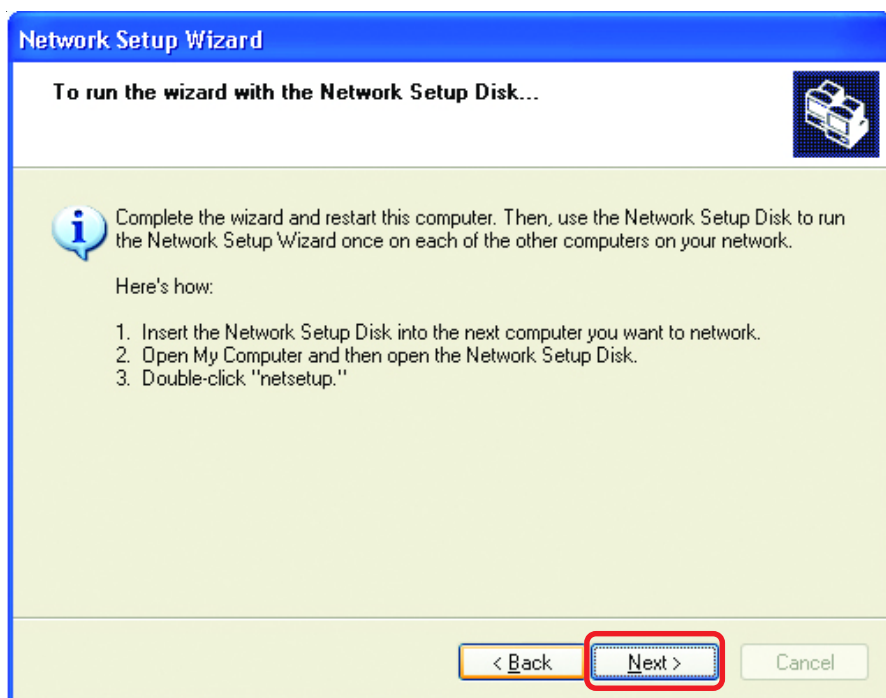 Network Setup Wizard
To run the wizard with the Network Setup Disk...
Complete the wizard and restart this computer. Then, use the Network Setup Disk to run
the Network Setup Wizard once on each of the other computers on your network.
Here's how:
1. Insert the Network Setup Disk into the next computer you want to network.
2. Open My Computer and then open the Network Setup Disk.
3. Double-click "netsetup."
< Back Next > Cancel